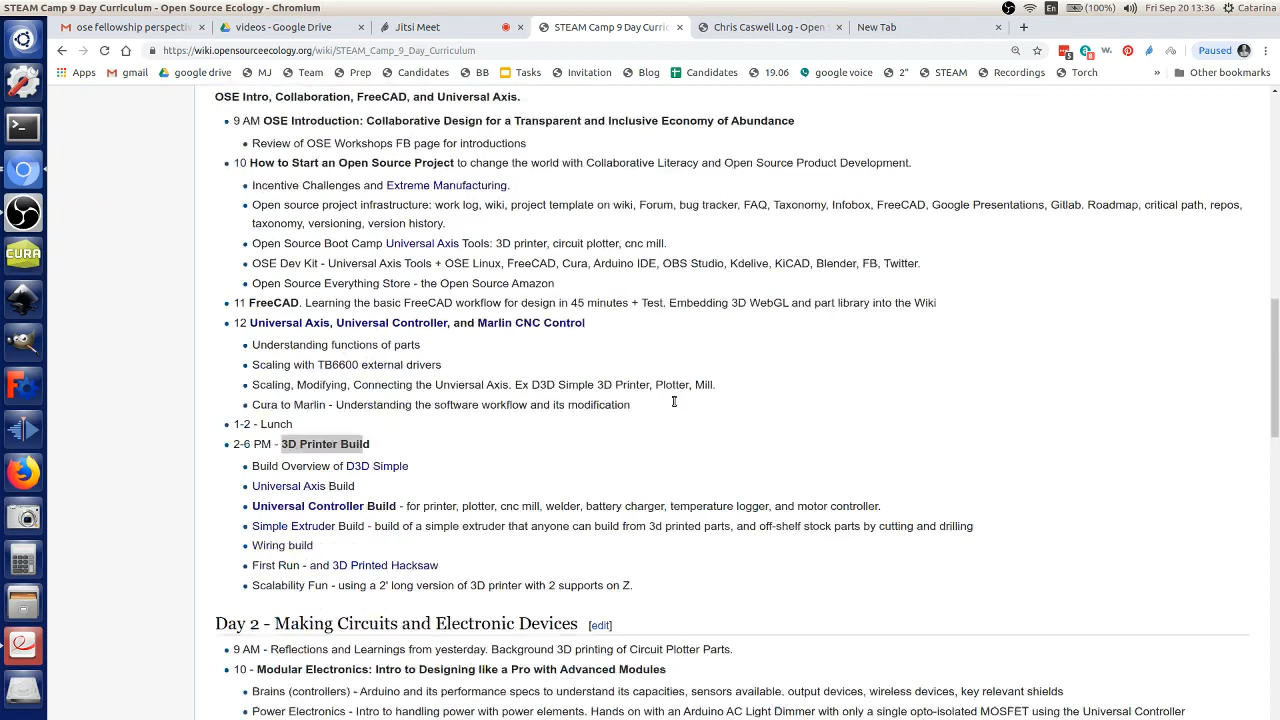 STEAM Camp 9 Day Curriculum - Open Source Ecology - Chromium
En (100%) Fri Sep 20 13:36 Catarina
ose fellowship perspectiv × videos - Google Drive × Jitsi Meet × STEAM Camp 9 Day Curric × Chris Caswell Log - Open × New Tab ×
https://wiki.opensourceecology.org/wiki/STEAM_Camp_9_Day_Curriculum Paused
Apps gmail google drive MJ Team Prep Candidates BB Tasks Invitation Blog Candidates 19.06 google voice 2" STEAM Recordings Torch » Other bookmarks
OSE Intro, Collaboration, FreeCAD, and Universal Axis.
9 AM OSE Introduction: Collaborative Design for a Transparent and Inclusive Economy of Abundance
Review of OSE Workshops FB page for introductions
10 How to Start an Open Source Project to change the world with Collaborative Literacy and Open Source Product Development.
Incentive Challenges and Extreme Manufacturing.
Open source project infrastructure: work log, wiki, project template on wiki, Forum, bug tracker, FAQ, Taxonomy, Infobox, FreeCAD, Google Presentations, Gitlab. Roadmap, critical path, repos,
taxonomy, versioning, version history.
Open Source Boot Camp Universal Axis Tools: 3D printer, circuit plotter, cnc mill.
OSE Dev Kit - Universal Axis Tools + OSE Linux, FreeCAD, Cura, Arduino IDE, OBS Studio, Kdelive, KiCAD, Blender, FB, Twitter.
Open Source Everything Store - the Open Source Amazon
11 FreeCAD. Learning the basic FreeCAD workflow for design in 45 minutes + Test. Embedding 3D WebGL and part library into the Wiki
12 Universal Axis, Universal Controller, and Marlin CNC Control
Understanding functions of parts
Scaling with TB6600 external drivers
Scaling, Modifying, Connecting the Unviersal Axis. Ex D3D Simple 3D Printer, Plotter, Mill.
Cura to Marlin - Understanding the software workflow and its modification
1-2 - Lunch
2-6 PM - 3D Printer Build
Build Overview of D3D Simple
Universal Axis Build
Universal Controller Build - for printer, plotter, cnc mill, welder, battery charger, temperature logger, and motor controller.
Simple Extruder Build - build of a simple extruder that anyone can build from 3d printed parts, and off-shelf stock parts by cutting and drilling
Wiring build
First Run - and 3D Printed Hacksaw
Scalability Fun - using a 2' long version of 3D printer with 2 supports on Z.
Day 2 - Making Circuits and Electronic Devices [edit]
9 AM - Reflections and Learnings from yesterday. Background 3D printing of Circuit Plotter Parts.
10 - Modular Electronics: Intro to Designing like a Pro with Advanced Modules
Brains (controllers) - Arduino and its performance specs to understand its capacities, sensors available. output devices, wireless devices, key relevant shields
Power Electronics - Intro to handling power with power elements. Hands on with an Arduino AC Light Dimmer with only a single opto-isolated MOSFET using the Universal Controller
CURA